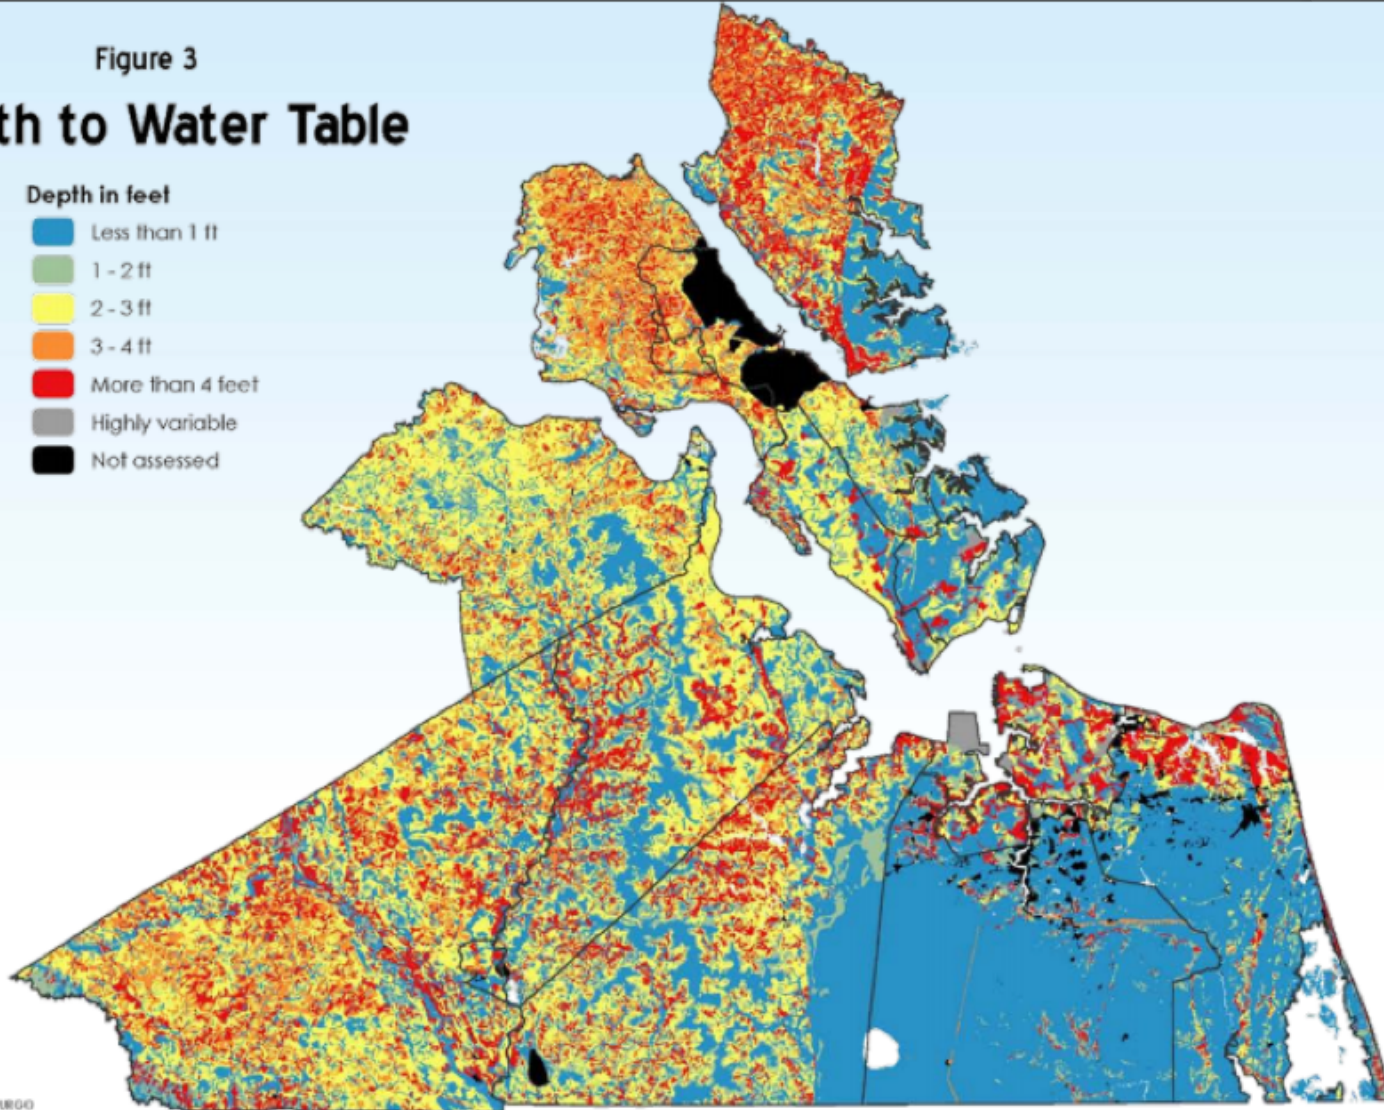 Figure 3
th to Water Table
Depth in feet
Less than 1 ft
1 - 2 ft
2 - 3 ft
3 - 4 ft
More than 4 feet
Highly variable
Not assessed
URGO